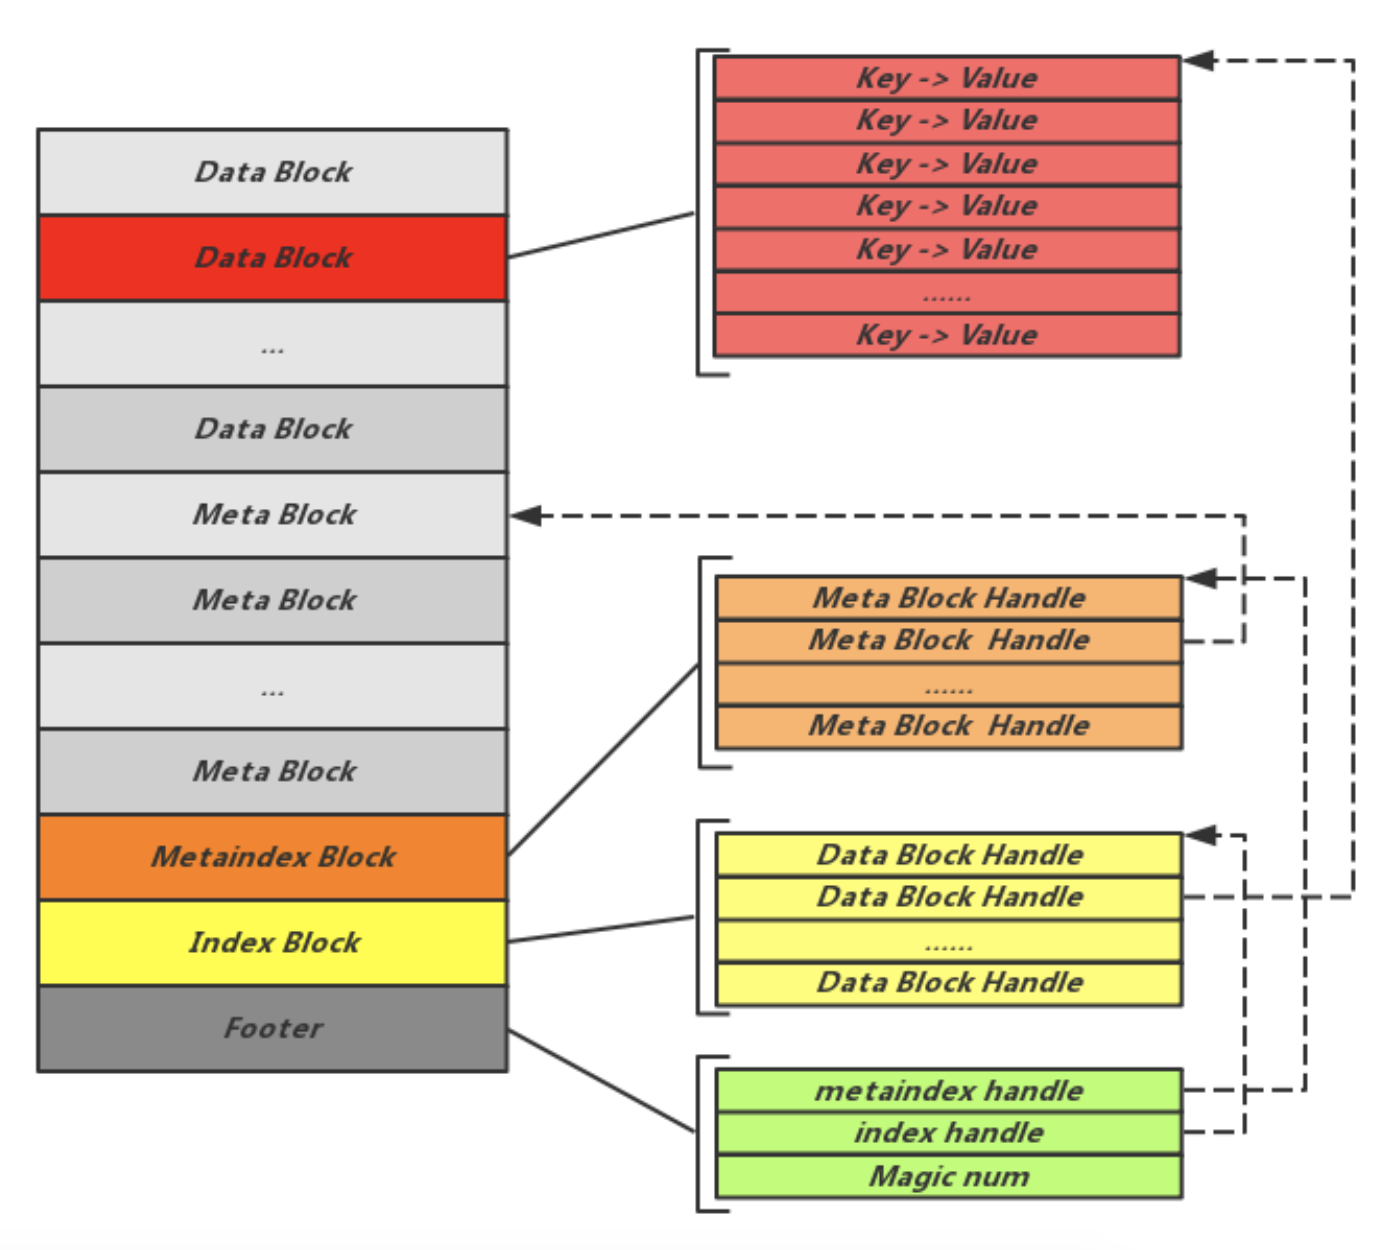 Data Block
Data Block
...
Data Block
Meta Block
Meta Block
...
Meta Block
Metaindex Block
Index Block
Footer
Key -> Value
Key -> Value
Key -> Value
Key -> Value
Key -> Value
......
Key -> Value
Meta Block Handle
Meta Block Handle
......
Meta Block Handle
Data Block Handle
Data Block Handle
......
Data Block Handle
metaindex handle
index handle
Magic num